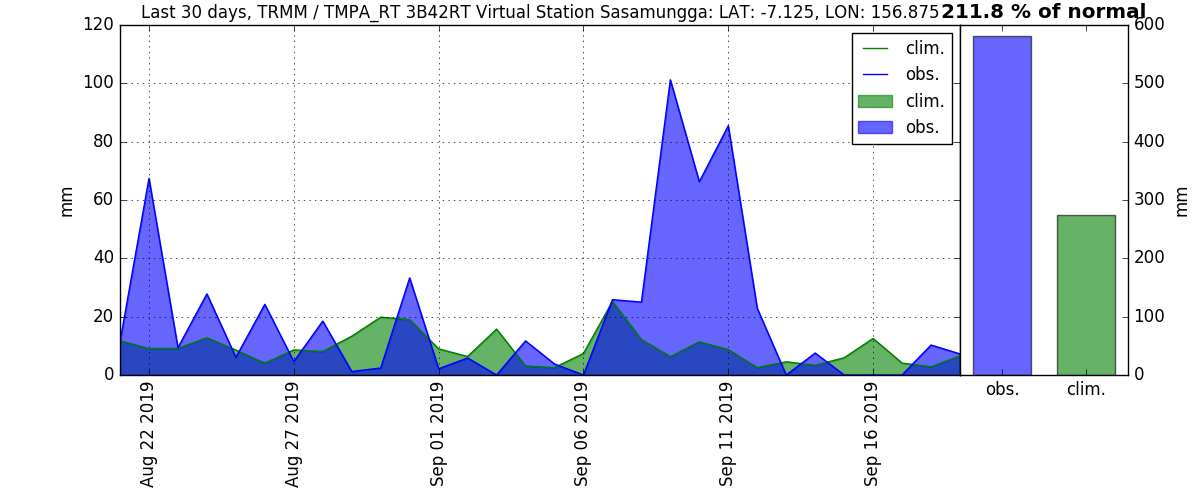 Last 30 days, TRMM / TMPA_RT 3B42RT Virtual Station Sasamungga: LAT: -7.125, LON: 156.875
211.8 % of normal
120
100
80
60
40
20
0
mm
clim.
obs.
clim.
obs.
600
500
400
300
200
100
0
mm
Aug 22 2019
Aug 27 2019
Sep 01 2019
Sep 06 2019
Sep 11 2019
Sep 16 2019
obs.
clim.